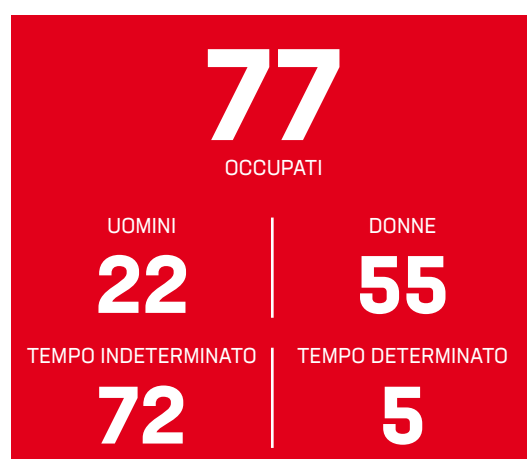 77
OCCUPATI
UOMINI DONNE
22 55
TEMPO INDETERMINATO TEMPO DETERMINATO
72 5